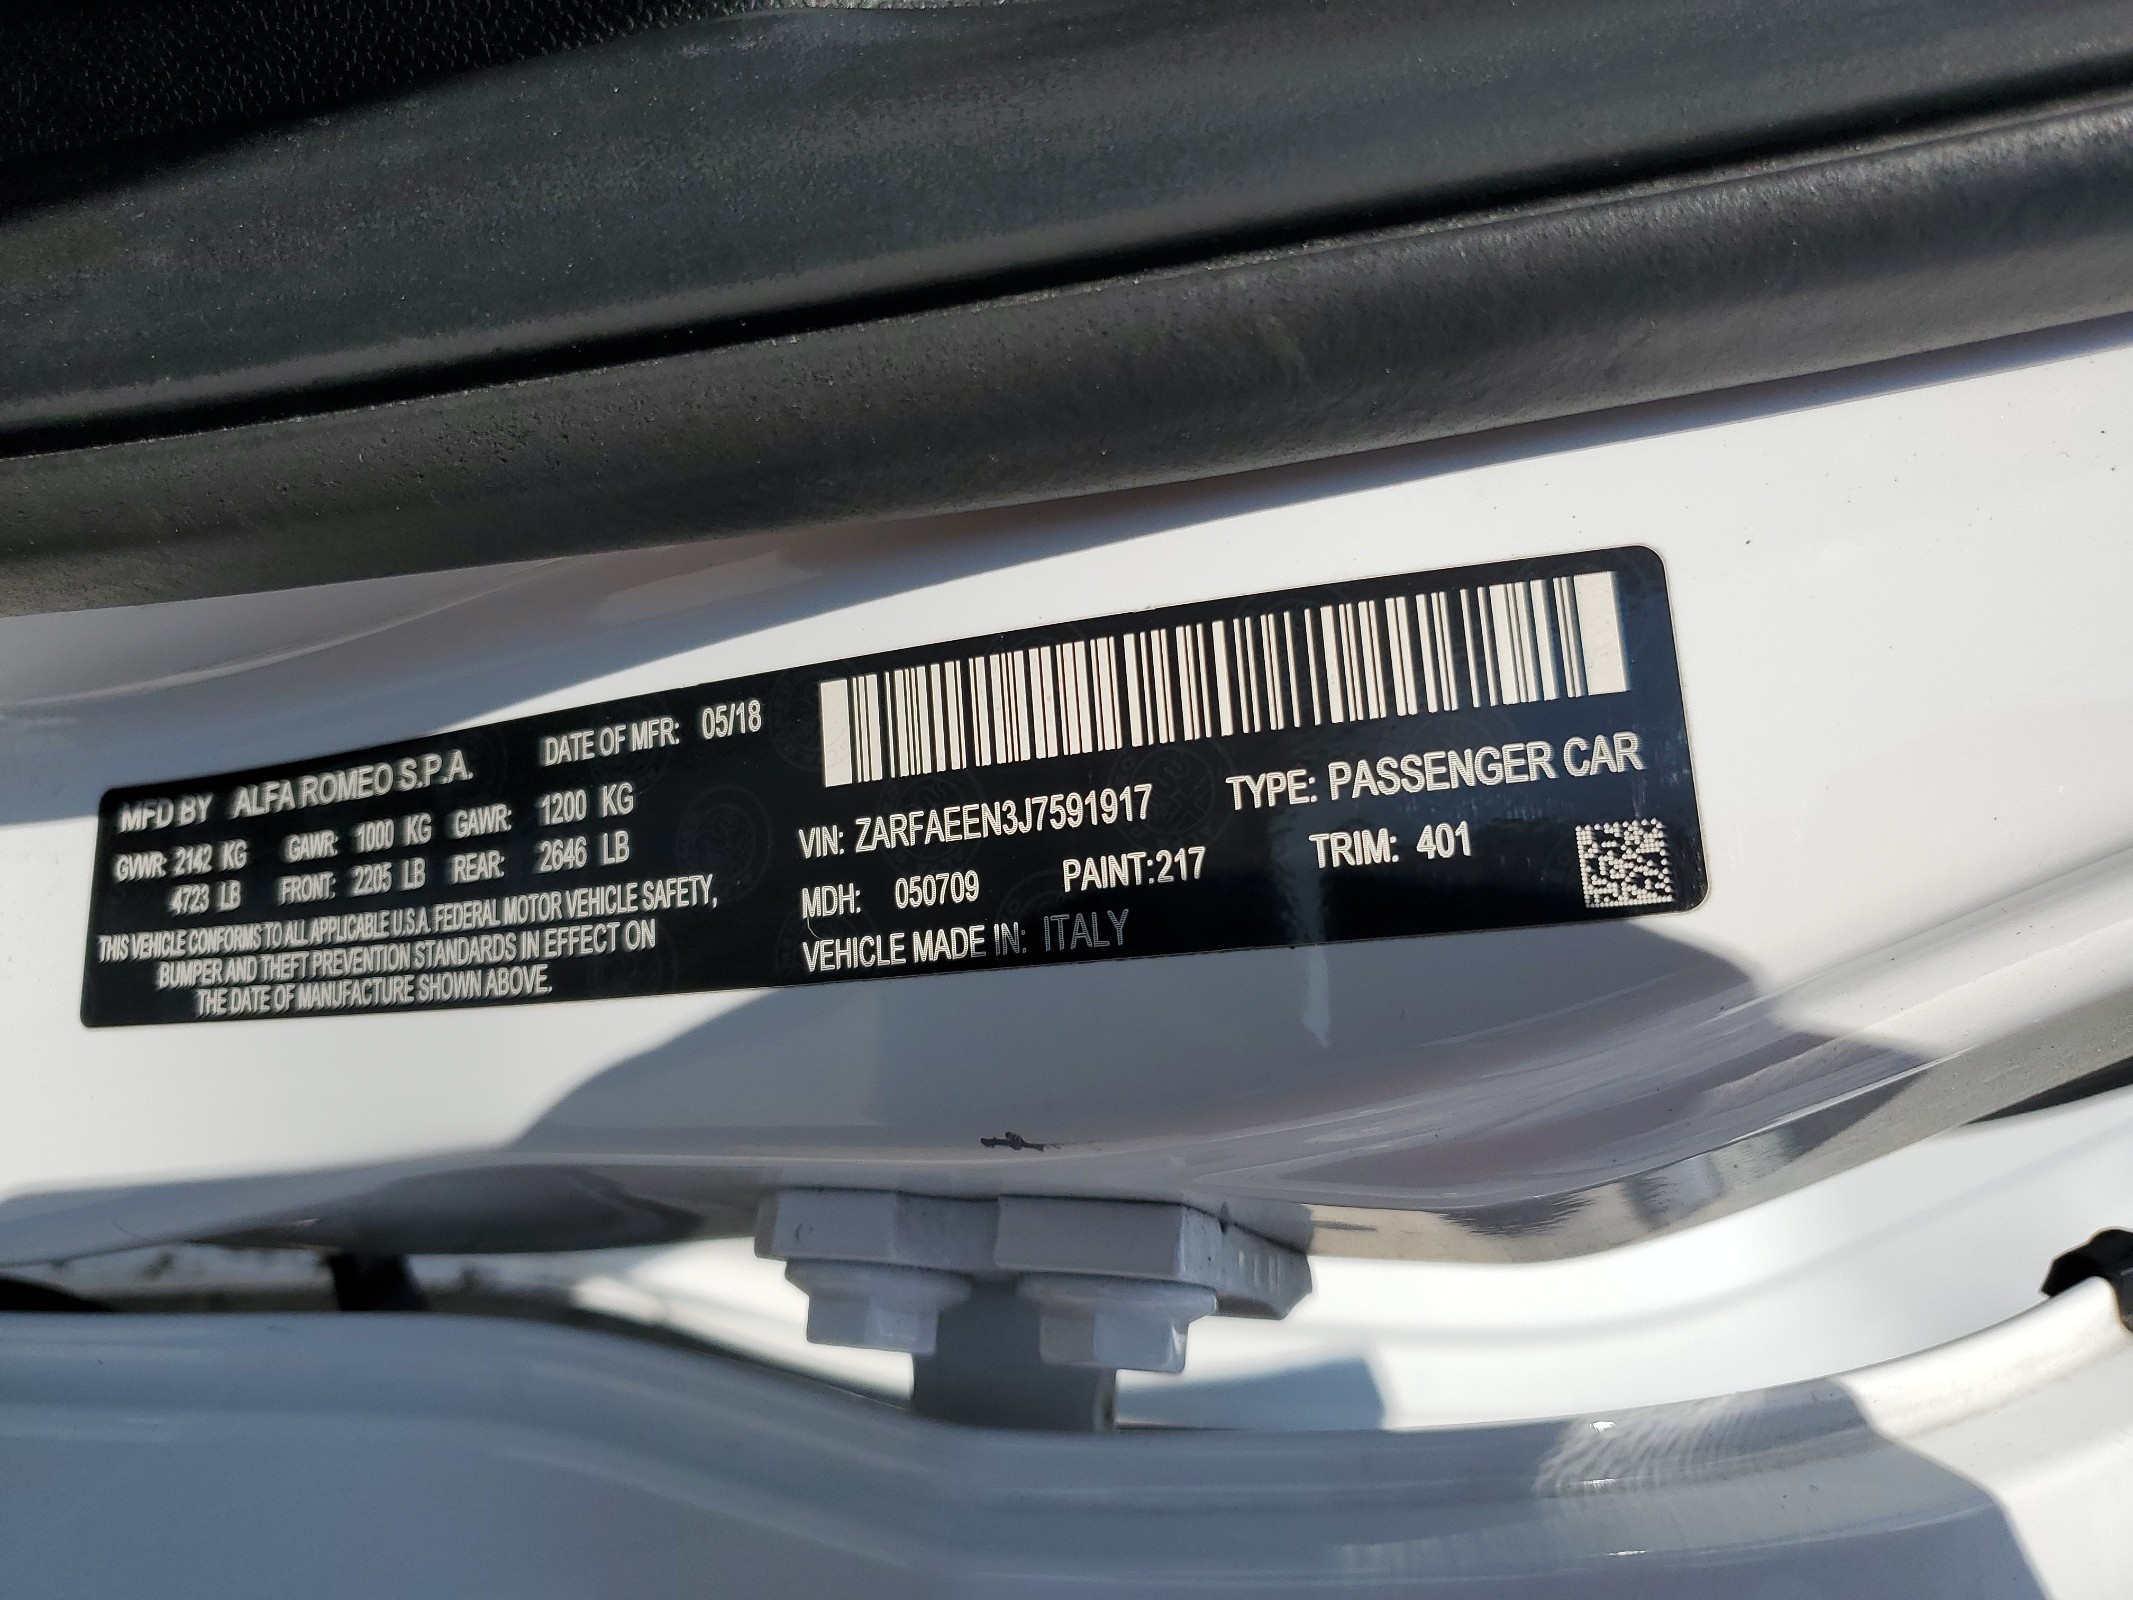 MFD BY ALFA ROMEO S.P.A. DATE OF MFR: 05/18
GVWR: 2142 KG GAWR: 1000 KG GAWR: 1200 KG
4723 LB FRONT: 2205 LB REAR: 2646 LB
THIS VEHICLE CONFORMS TO ALL APPLICABLE U.S.A. FEDERAL MOTOR VEHICLE SAFETY,
BUMPER AND THEFT PREVENTION STANDARDS IN EFFECT ON
THE DATE OF MANUFACTURE SHOWN ABOVE.
VIN: ZARFAEEN3J7591917 TYPE: PASSENGER CAR
MDH: 050709 PAINT:217 TRIM: 401
VEHICLE MADE IN: ITALY